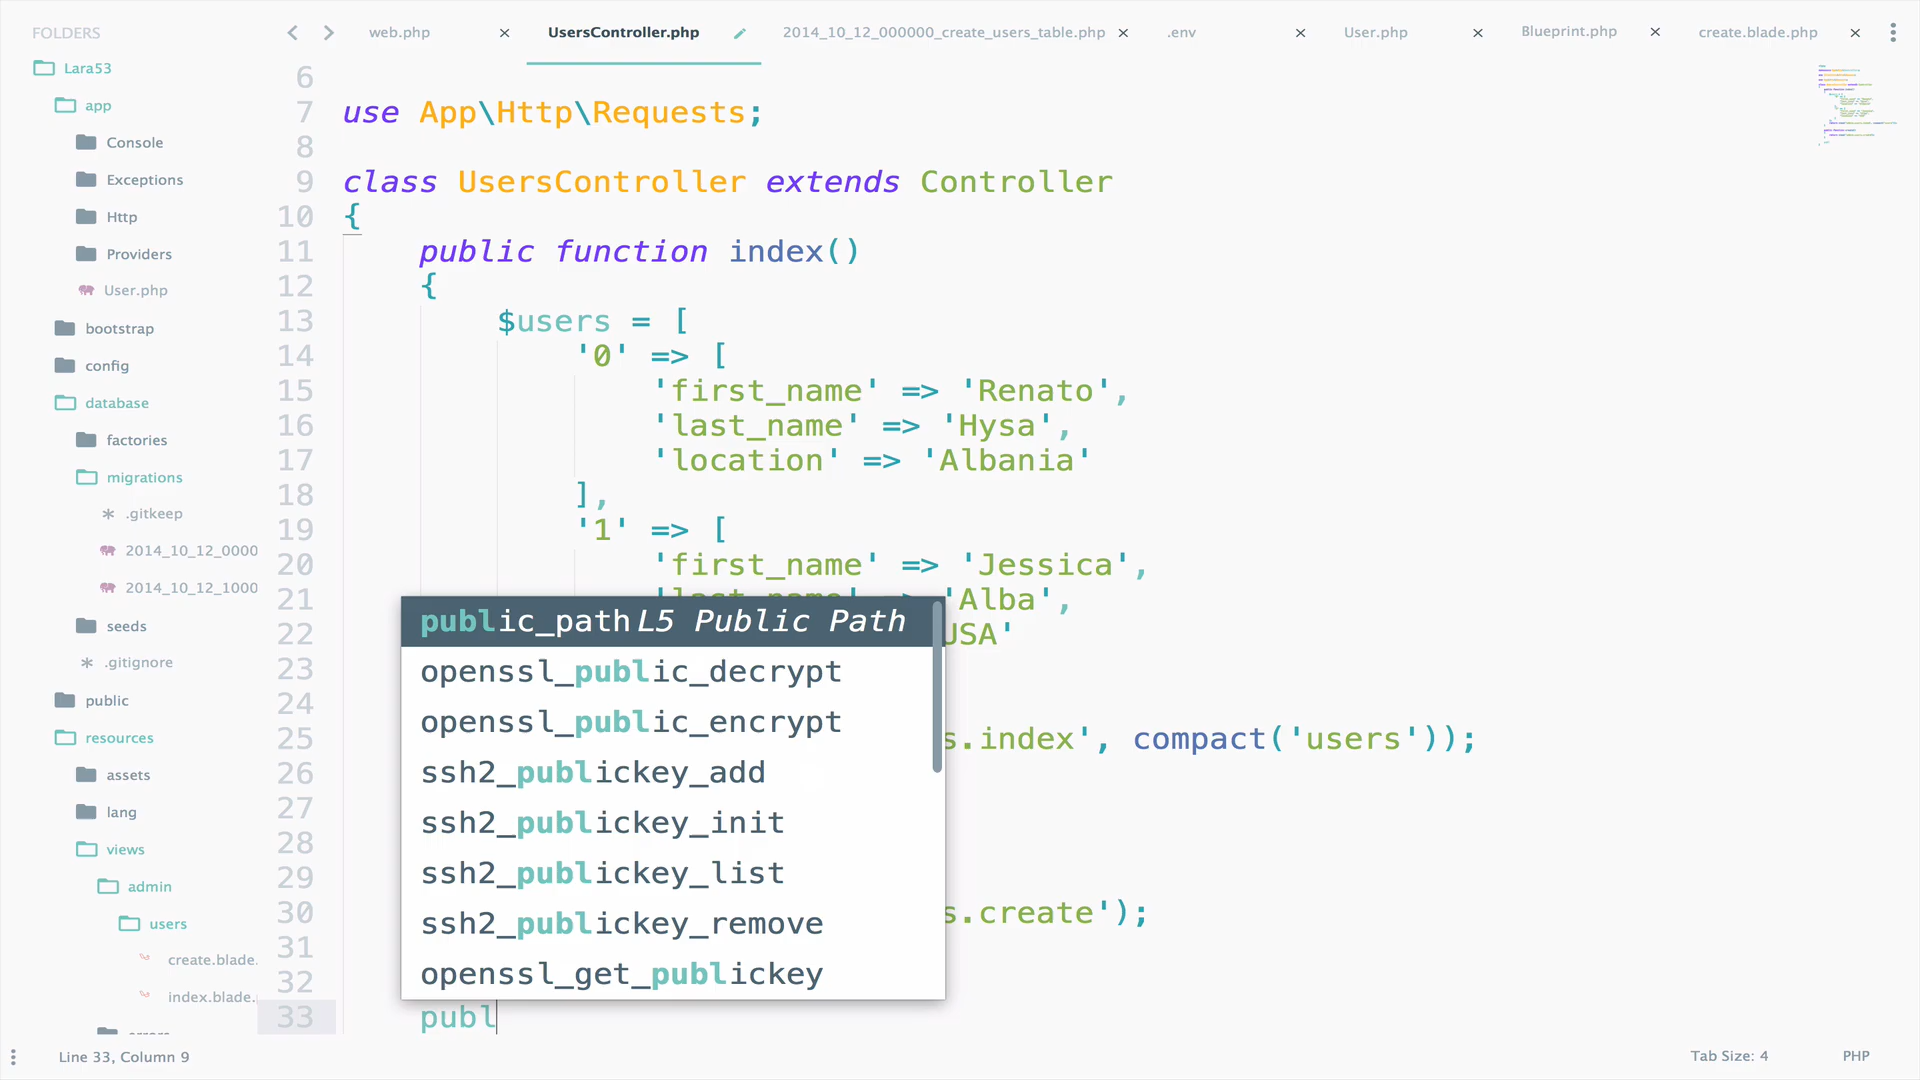 FOLDERS
Lara53
app
Console
Exceptions
Http
Providers
User.php
bootstrap
config
database
factories
migrations
.gitkeep
2014_10_12_0000
2014_10_12_1000
seeds
.gitignore
public
resources
assets
lang
views
admin
users
create.blade.
index.blade.
errors
web.php
UsersController.php
2014_10_12_000000_create_users_table.php
.env
User.php
Blueprint.php
create.blade.php
6
7 use App\Http\Requests;
8
9 class UsersController extends Controller
10 {
11 public function index()
12 {
13 $users = [
14 '0' => [
15 'first_name' => 'Renato',
16 'last_name' => 'Hysa',
17 'location' => 'Albania'
18 ],
19 '1' => [
20 'first_name' => 'Jessica',
21 'last_name' => 'Alba',
22 USA'
23
24
25 s.index', compact('users'));
26
27
28
29
30 s.create');
31
32
33 publ
public_path L5 Public Path
openssl_public_decrypt
openssl_public_encrypt
ssh2_publickey_add
ssh2_publickey_init
ssh2_publickey_list
ssh2_publickey_remove
openssl_get_publickey
Line 33, Column 9
Tab Size: 4
PHP